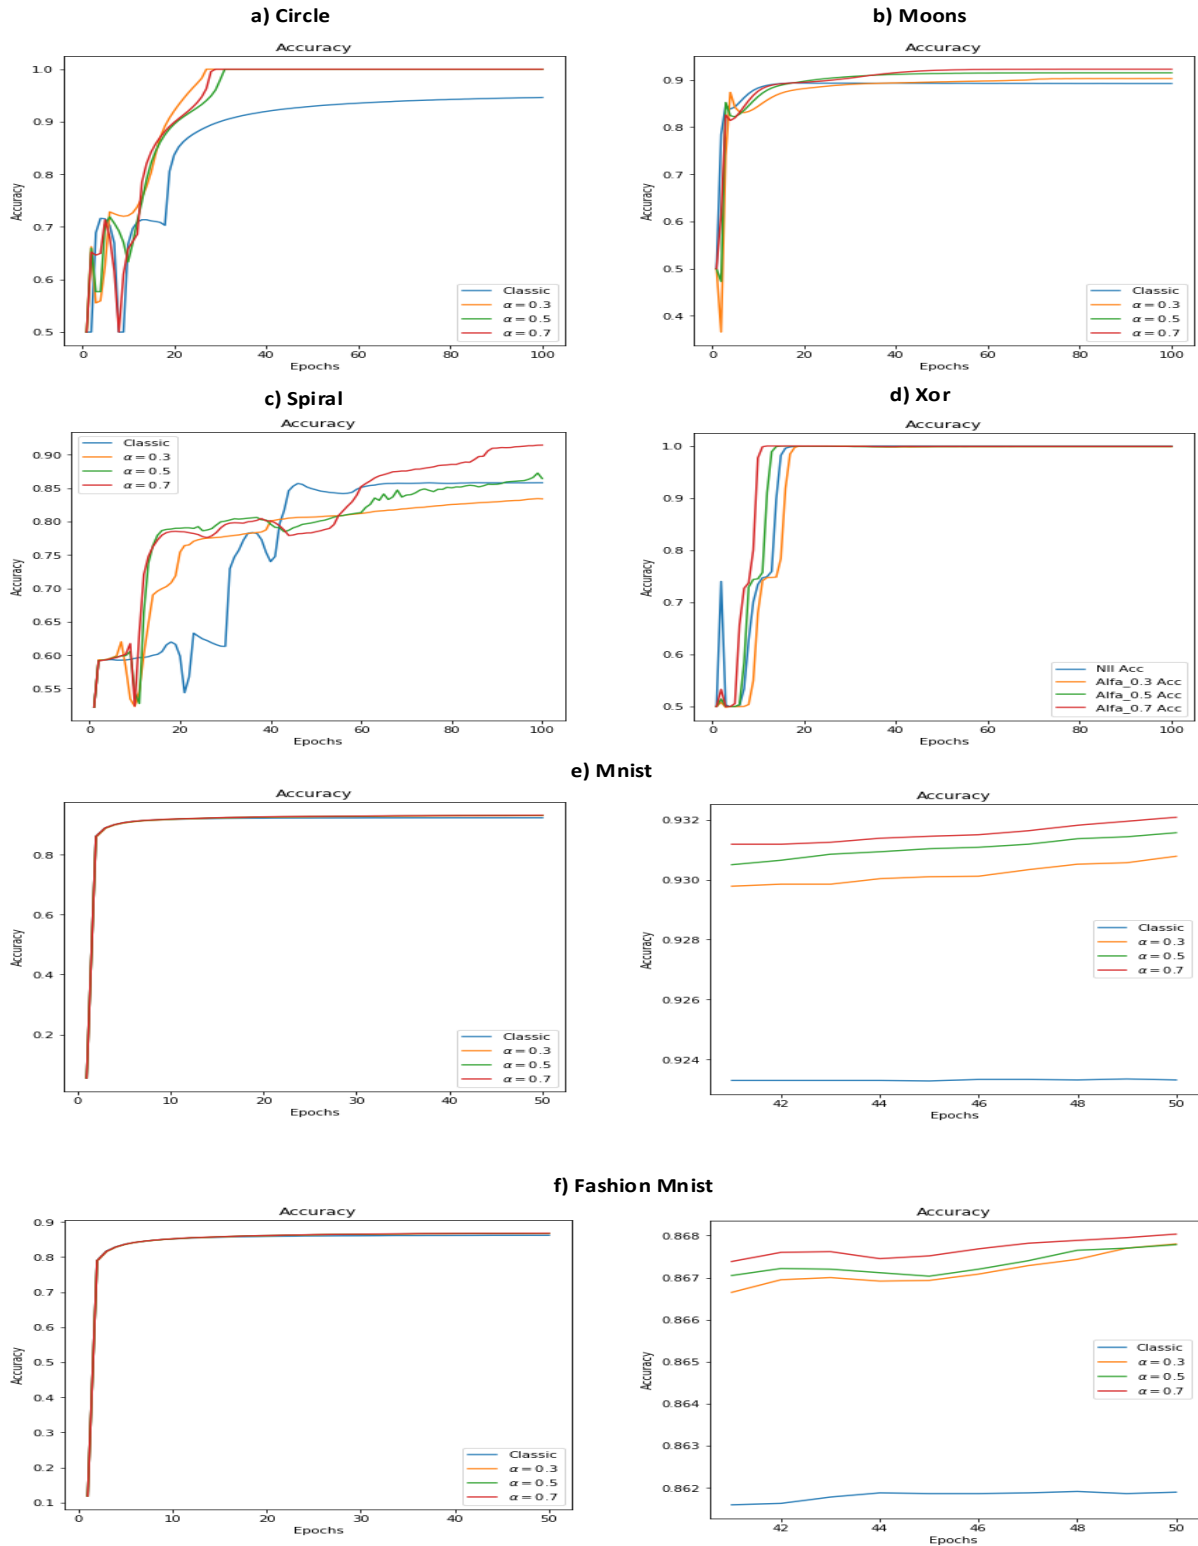 a) Circle
Accuracy
1.0
0.9
0.8
0.7
0.6
0.5
Accuracy
0
20
40
60
80
100
Epochs
Classic
α = 0.3
α = 0.5
α = 0.7
b) Moons
Accuracy
0.9
0.8
0.7
0.6
0.5
0.4
Accuracy
0
20
40
60
80
100
Epochs
Classic
α = 0.3
α = 0.5
α = 0.7
c) Spiral
Accuracy
0.90
0.85
0.80
0.75
0.70
0.65
0.60
0.55
Accuracy
Classic
α = 0.3
α = 0.5
α = 0.7
0
20
40
60
80
100
Epochs
d) Xor
Accuracy
1.0
0.9
0.8
0.7
0.6
0.5
Accuracy
Nll Acc
Alfa_0.3 Acc
Alfa_0.5 Acc
Alfa_0.7 Acc
0
20
40
60
80
100
Epochs
e) Mnist
Accuracy
0.8
0.6
0.4
0.2
Accuracy
Classic
α = 0.3
α = 0.5
α = 0.7
0
10
20
30
40
50
Epochs
Accuracy
0.932
0.930
0.928
0.926
0.924
Accuracy
Classic
α = 0.3
α = 0.5
α = 0.7
42
44
46
48
50
Epochs
f) Fashion Mnist
Accuracy
0.9
0.8
0.7
0.6
0.5
0.4
0.3
0.2
0.1
Accuracy
Classic
α = 0.3
α = 0.5
α = 0.7
0
10
20
30
40
50
Epochs
Accuracy
0.868
0.867
0.866
0.865
0.864
0.863
0.862
Accuracy
Classic
α = 0.3
α = 0.5
α = 0.7
42
44
46
48
50
Epochs